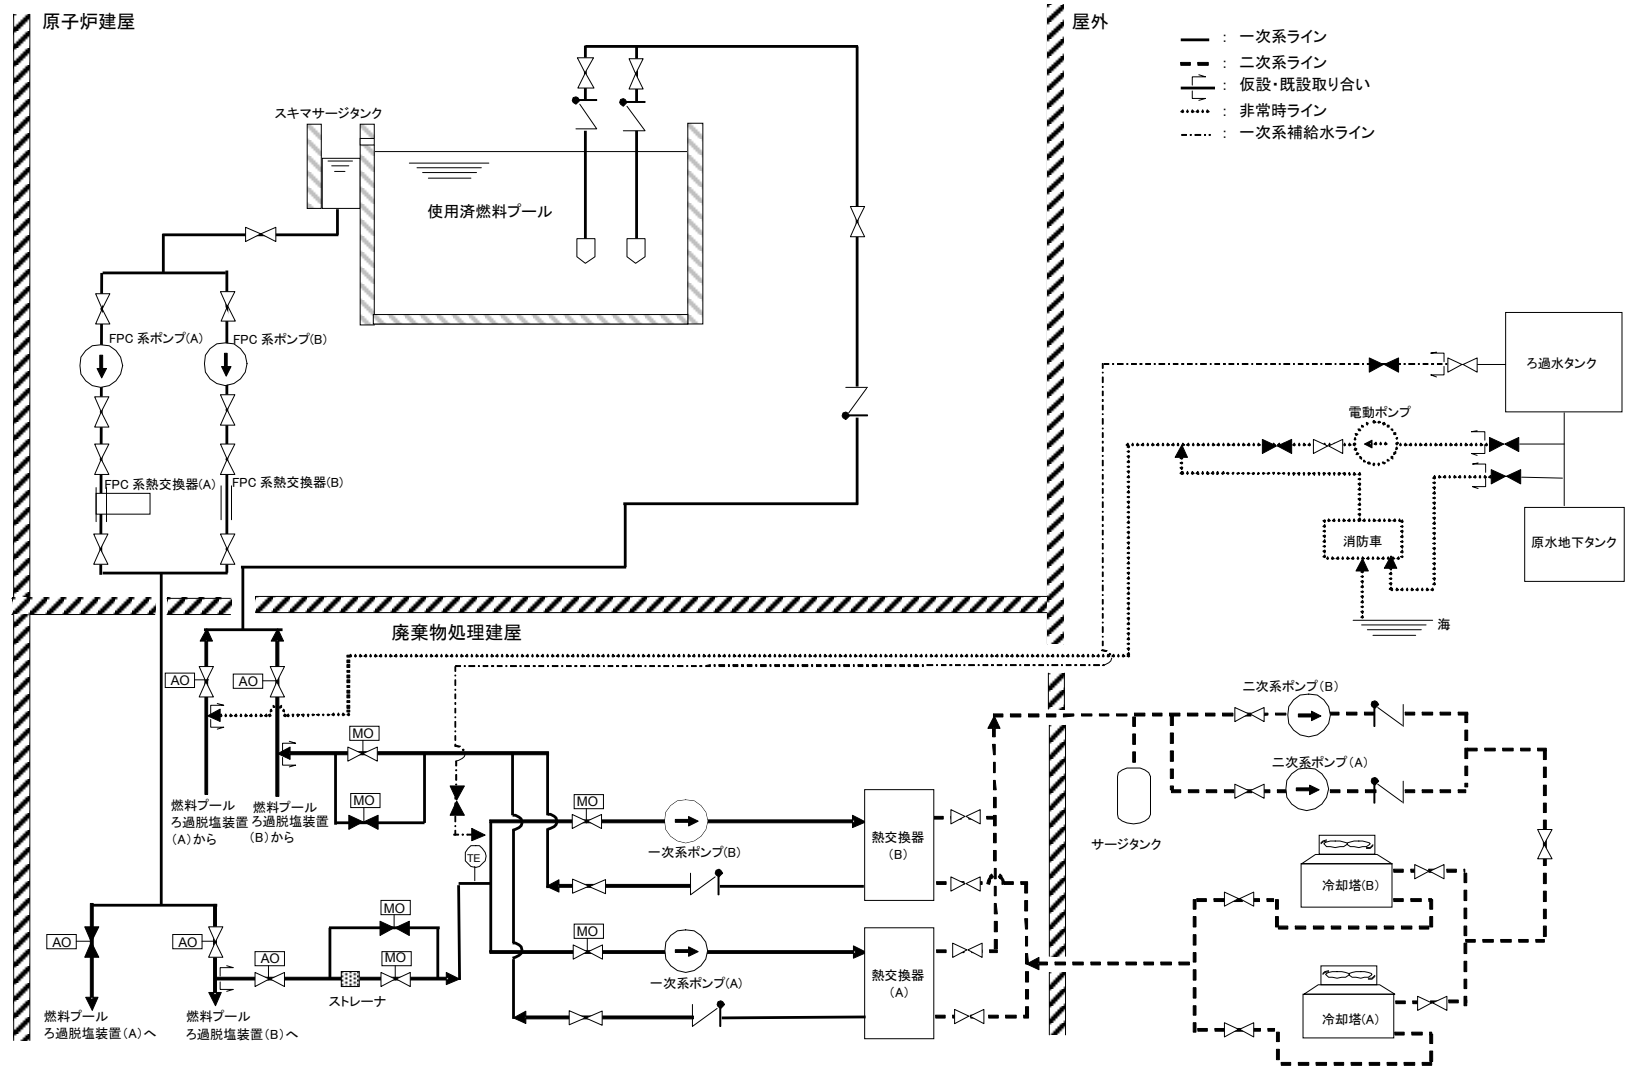 原子炉建屋
屋外
： 一次系ライン
： 二次系ライン
： 仮設・既設取り合い
： 非常時ライン
： 一次系補給水ライン
スキマサージタンク
使用済燃料プール
FPC 系ポンプ(A)
FPC 系ポンプ(B)
FPC 系熱交換器(A)
FPC 系熱交換器(B)
ろ過水タンク
電動ポンプ
消防車
原水地下タンク
海
廃棄物処理建屋
AO
AO
MO
MO
燃料プール
ろ過脱塩装置
(A)から
燃料プール
ろ過脱塩装置
(B)から
TE
MO
一次系ポンプ(B)
熱交換器
(B)
MO
一次系ポンプ(A)
熱交換器
(A)
AO
AO
AO
MO
MO
ストレーナ
燃料プール
ろ過脱塩装置(A)へ
燃料プール
ろ過脱塩装置(B)へ
二次系ポンプ(B)
二次系ポンプ(A)
サージタンク
冷却塔(B)
冷却塔(A)